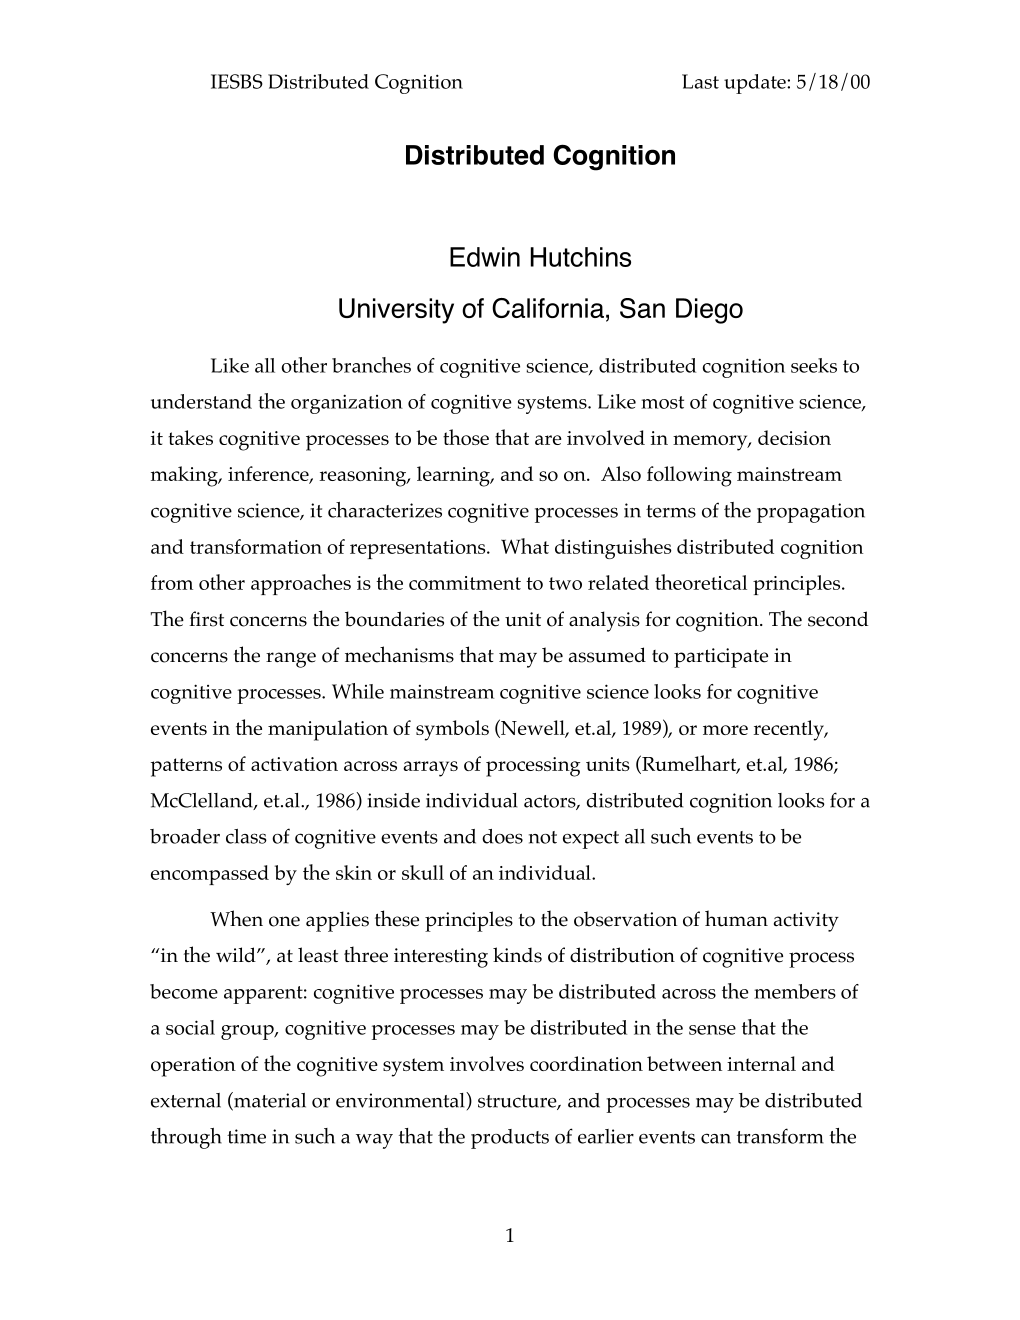 IESBS Distributed Cognition Last update: 5/18/00
Distributed Cognition
Edwin Hutchins
University of California, San Diego
Like all other branches of cognitive science, distributed cognition seeks to
understand the organization of cognitive systems. Like most of cognitive science,
it takes cognitive processes to be those that are involved in memory, decision
making, inference, reasoning, learning, and so on.  Also following mainstream
cognitive science, it characterizes cognitive processes in terms of the propagation
and transformation of representations.  What distinguishes distributed cognition
from other approaches is the commitment to two related theoretical principles.
The first concerns the boundaries of the unit of analysis for cognition. The second
concerns the range of mechanisms that may be assumed to participate in
cognitive processes. While mainstream cognitive science looks for cognitive
events in the manipulation of symbols (Newell, et.al, 1989), or more recently,
patterns of activation across arrays of processing units (Rumelhart, et.al, 1986;
McClelland, et.al., 1986) inside individual actors, distributed cognition looks for a
broader class of cognitive events and does not expect all such events to be
encompassed by the skin or skull of an individual.
When one applies these principles to the observation of human activity
“in the wild”, at least three interesting kinds of distribution of cognitive process
become apparent: cognitive processes may be distributed across the members of
a social group, cognitive processes may be distributed in the sense that the
operation of the cognitive system involves coordination between internal and
external (material or environmental) structure, and processes may be distributed
through time in such a way that the products of earlier events can transform the
1